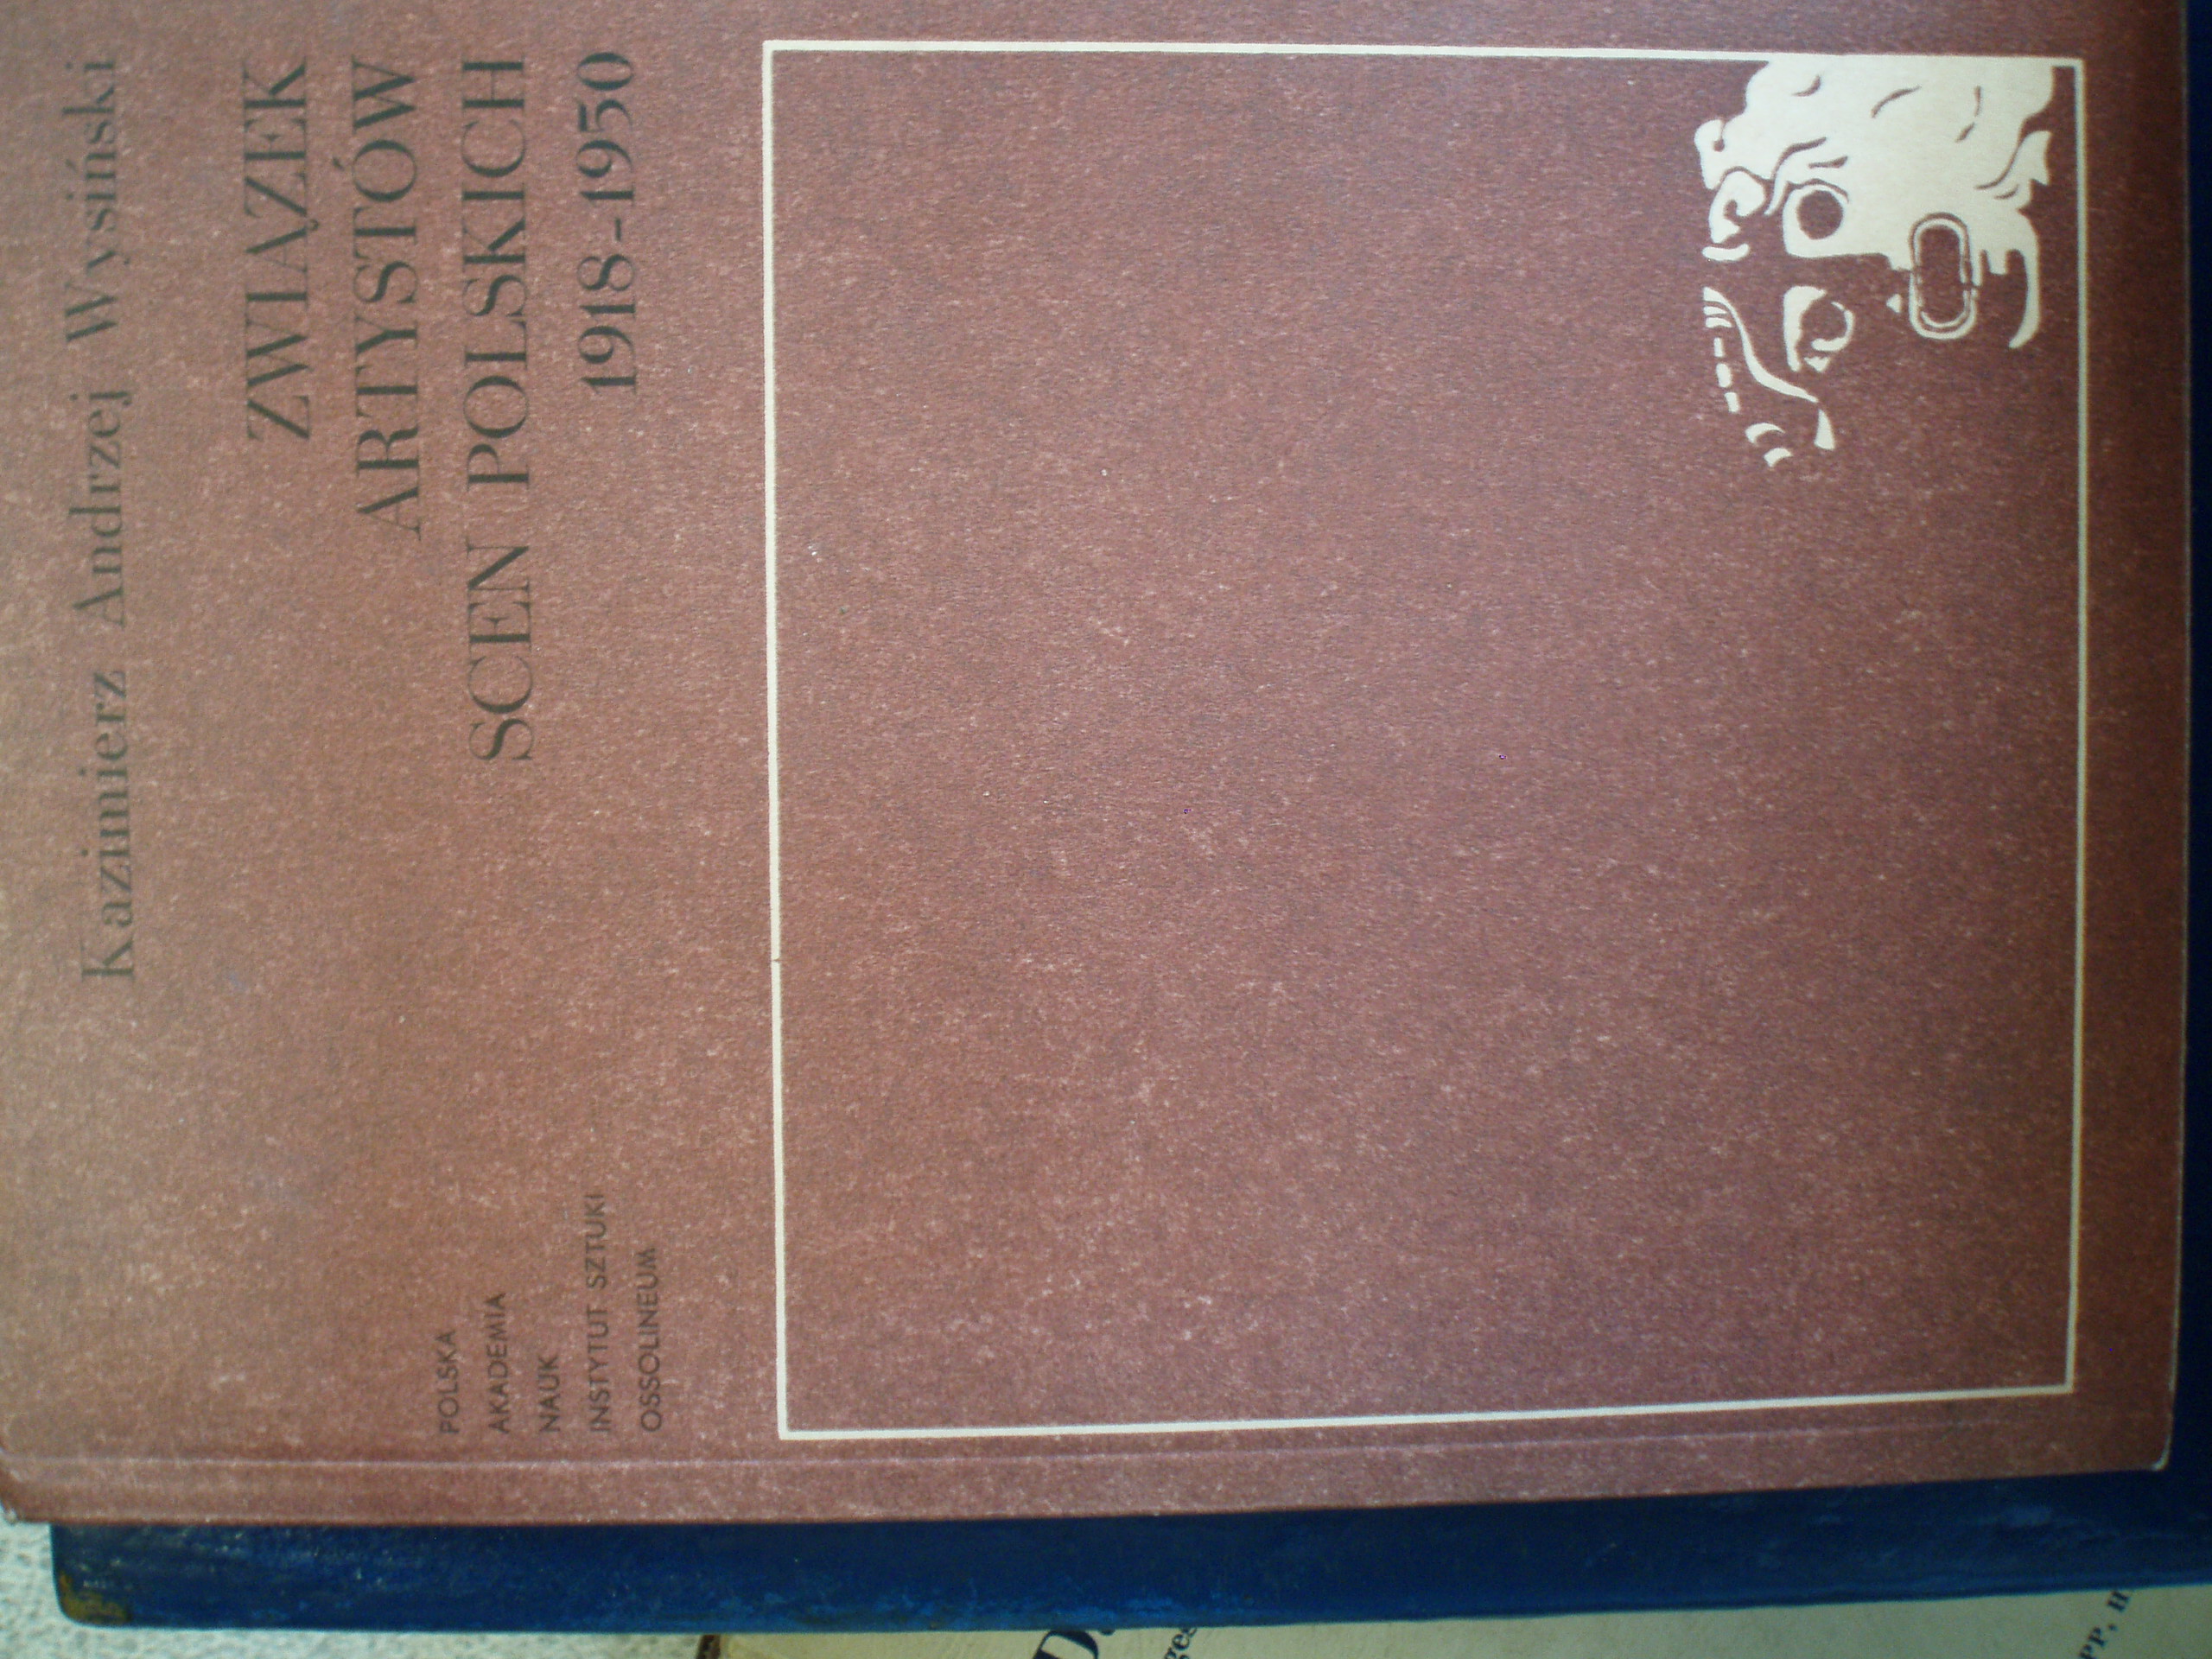 Kazimierz Andrzej Wysiński
ZWIĄZEK
ARTYSTÓW
SCEN POLSKICH
1918-1950
POLSKA
AKADEMIA
NAUK
INSTYTUT SZTUKI
OSSOLINEUM